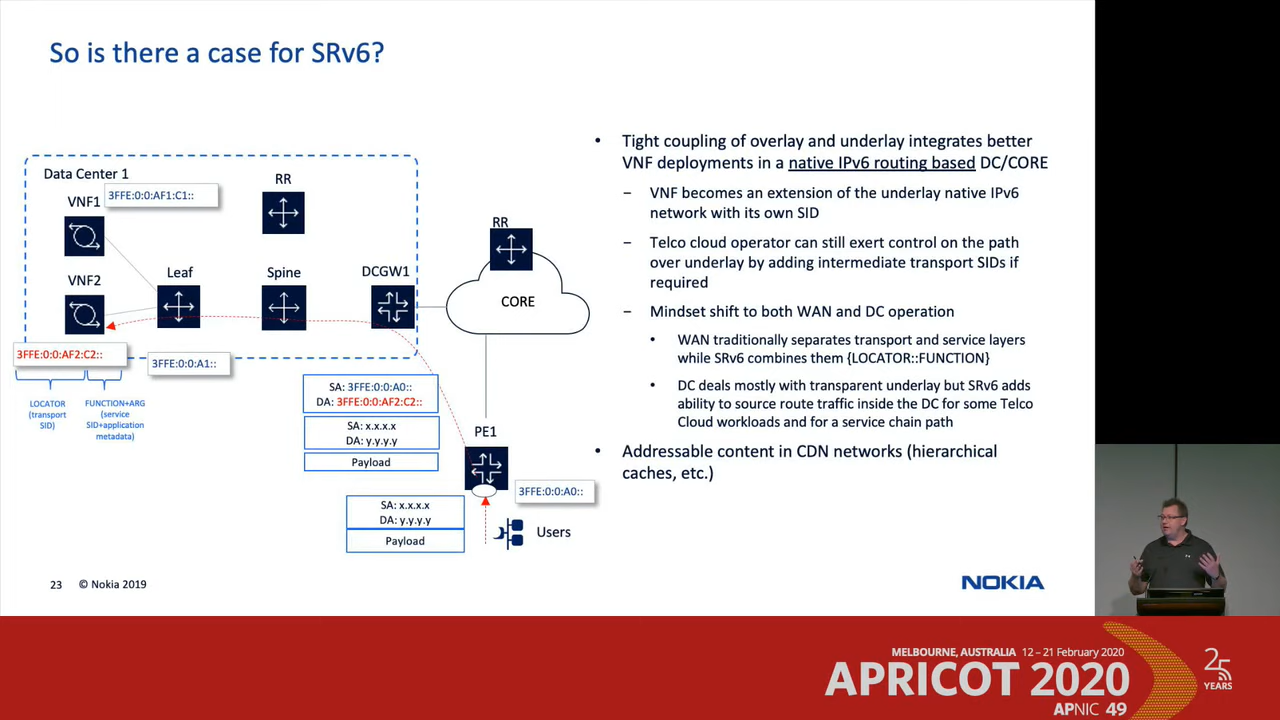 So is there a case for SRv6?
Data Center 1
RR
VNF1
3FFE:0:0:AF1:C1::
VNF2
Leaf
Spine
DCGW1
RR
CORE
3FFE:0:0:AF2:C2::
3FFE:0:0:A1::
LOCATOR
(transport
SID)
FUNCTION+ARG
(service
SID+application
metadata)
SA: 3FFE:0:0:A0::
DA: 3FFE:0:0:AF2:C2::
SA: x.x.x.x
DA: y.y.y.y
Payload
PE1
3FFE:0:0:A0::
SA: x.x.x.x
DA: y.y.y.y
Payload
Users
• Tight coupling of overlay and underlay integrates better
VNF deployments in a native IPv6 routing based DC/CORE
– VNF becomes an extension of the underlay native IPv6
network with its own SID
– Telco cloud operator can still exert control on the path
over underlay by adding intermediate transport SIDs if
required
– Mindset shift to both WAN and DC operation
• WAN traditionally separates transport and service layers
while SRv6 combines them {LOCATOR::FUNCTION}
• DC deals mostly with transparent underlay but SRv6 adds
ability to source route traffic inside the DC for some Telco
Cloud workloads and for a service chain path
• Addressable content in CDN networks (hierarchical
caches, etc.)
23 © Nokia 2019
NOKIA
MELBOURNE, AUSTRALIA 12 – 21 February 2020
APRICOT 2020
APNIC 49
25
YEARS